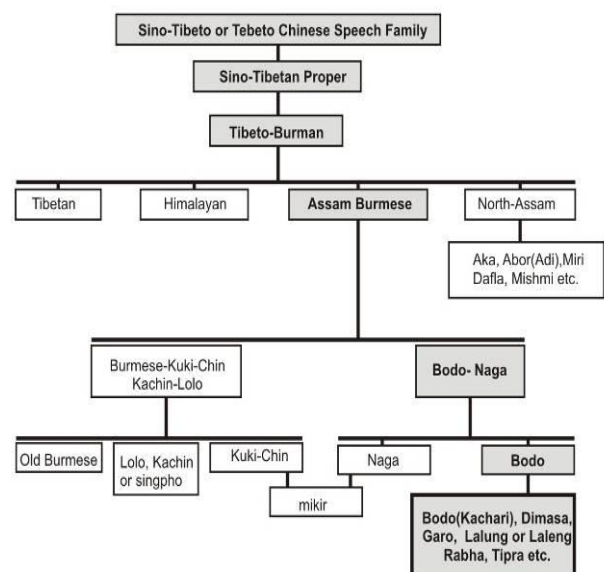 Sino-Tibeto or Tebeto Chinese Speech Family
Sino-Tibetan Proper
Tibeto-Burman
Tibetan
Himalayan
Assam Burmese
North-Assam
Aka, Abor(Adi),Miri
Dafla, Mishmi etc.
Burmese-Kuki-Chin
Kachin-Lolo
Bodo- Naga
Old Burmese
Lolo, Kachin
or singpho
Kuki-Chin
Naga
Bodo
mikir
Bodo(Kachari), Dimasa,
Garo, Lalung or Laleng
Rabha, Tipra etc.